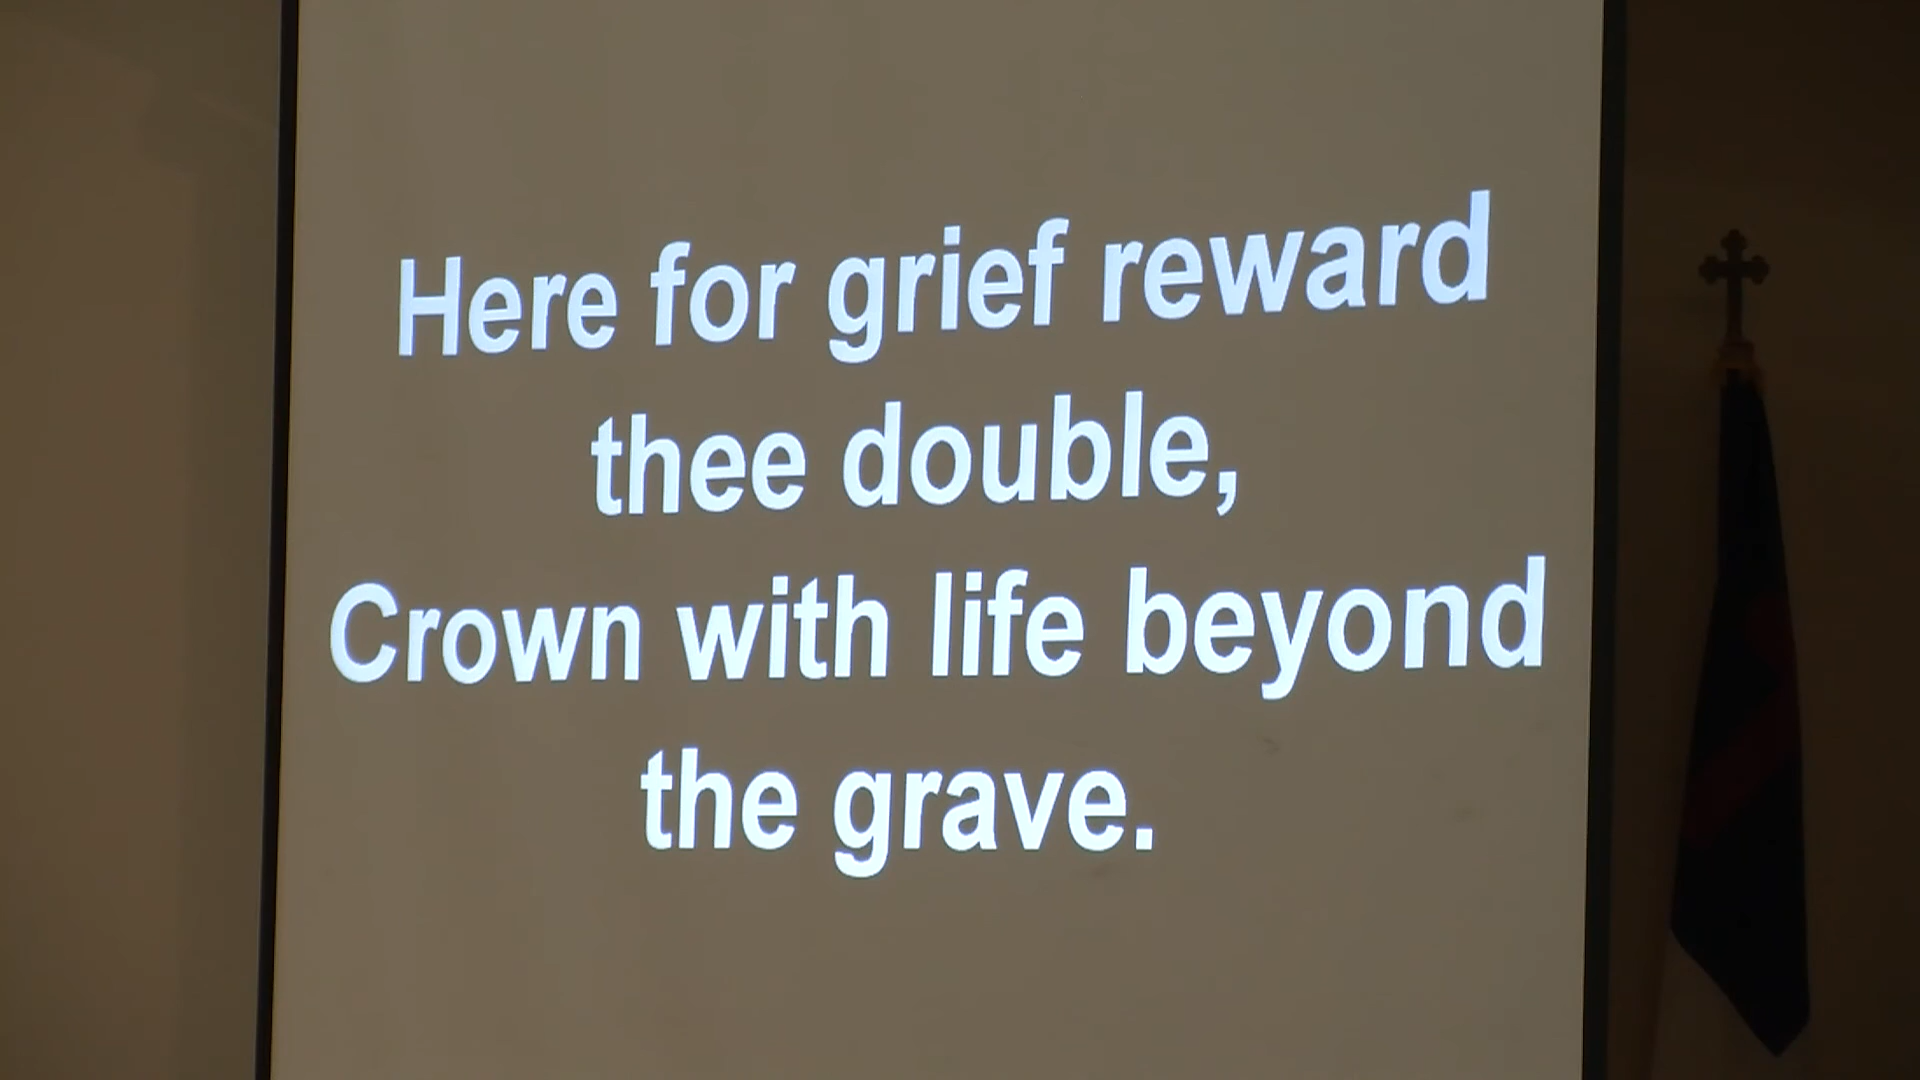 Here for grief reward
thee double,
Crown with life beyond
the grave.